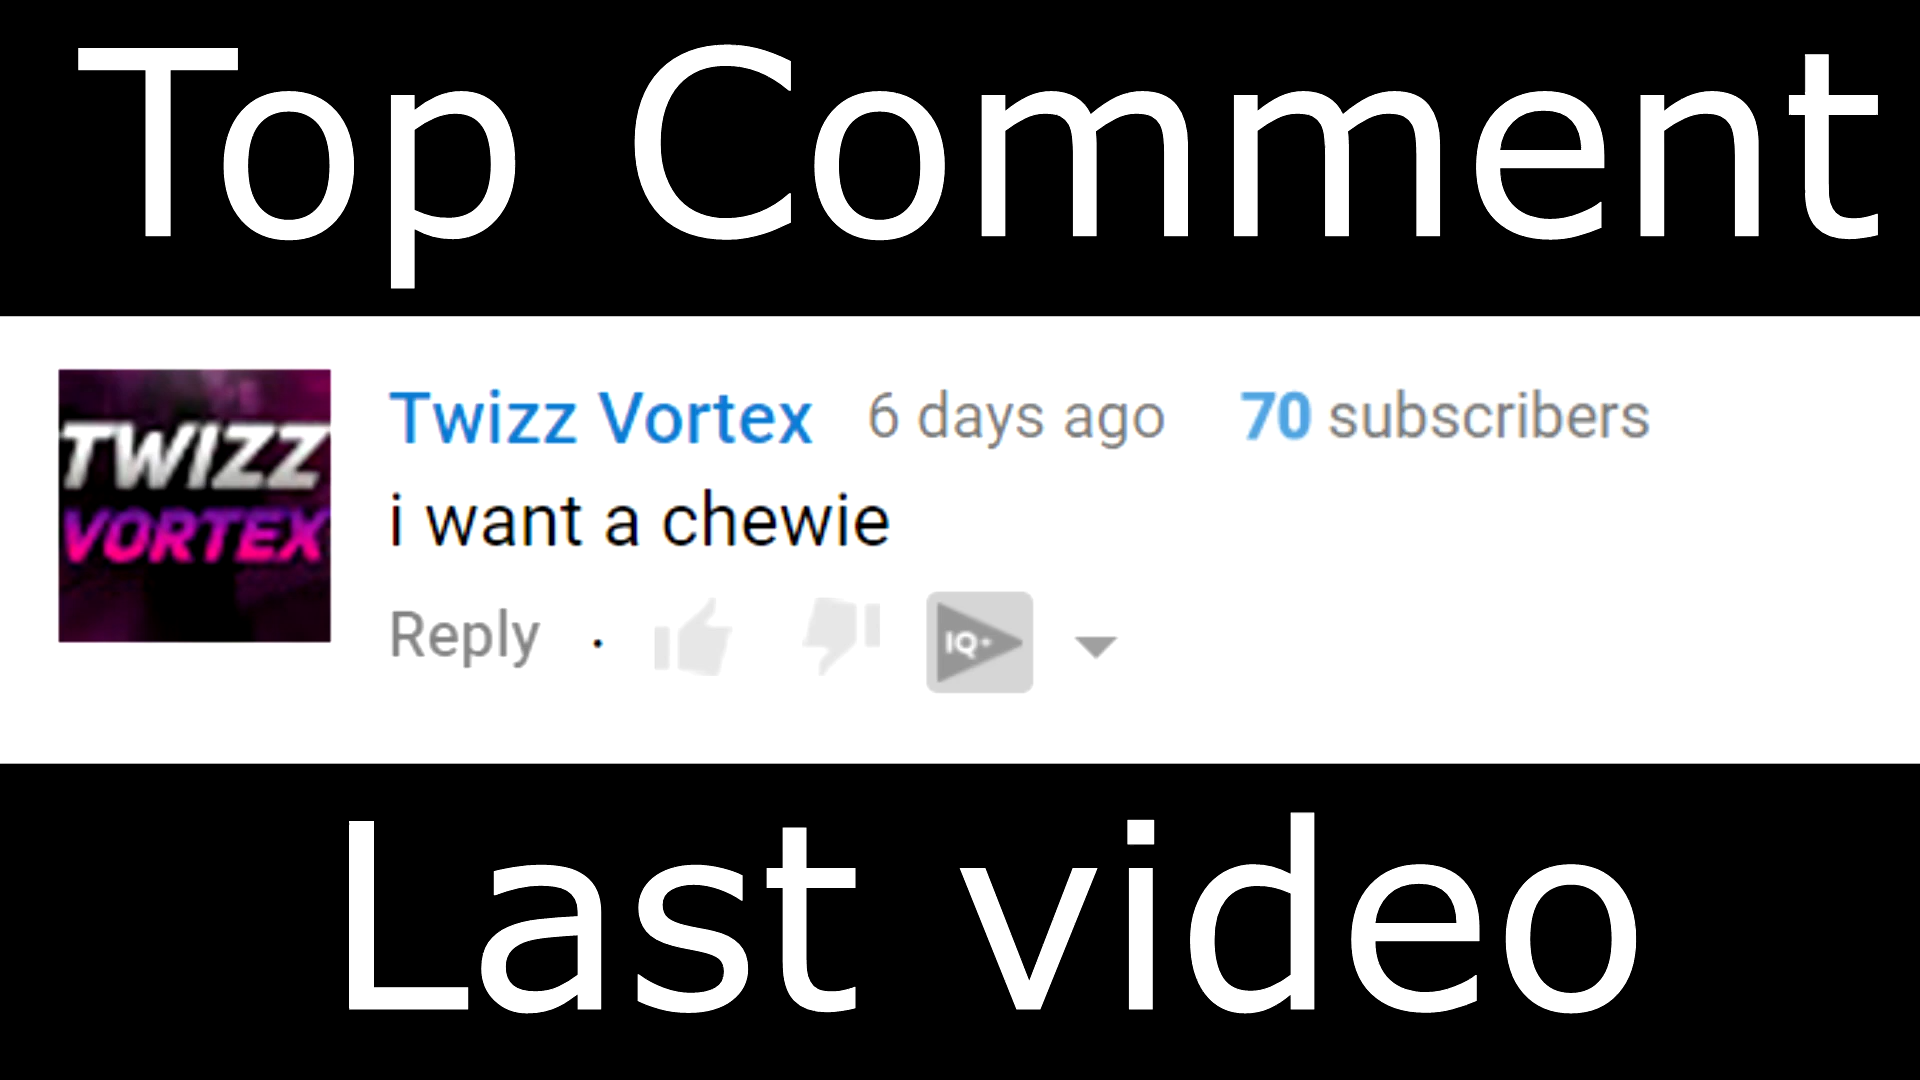 Top Comment
TWIZZ
VORTEX
Twizz Vortex 6 days ago 70 subscribers
i want a chewie
Reply · IQ+
Last video